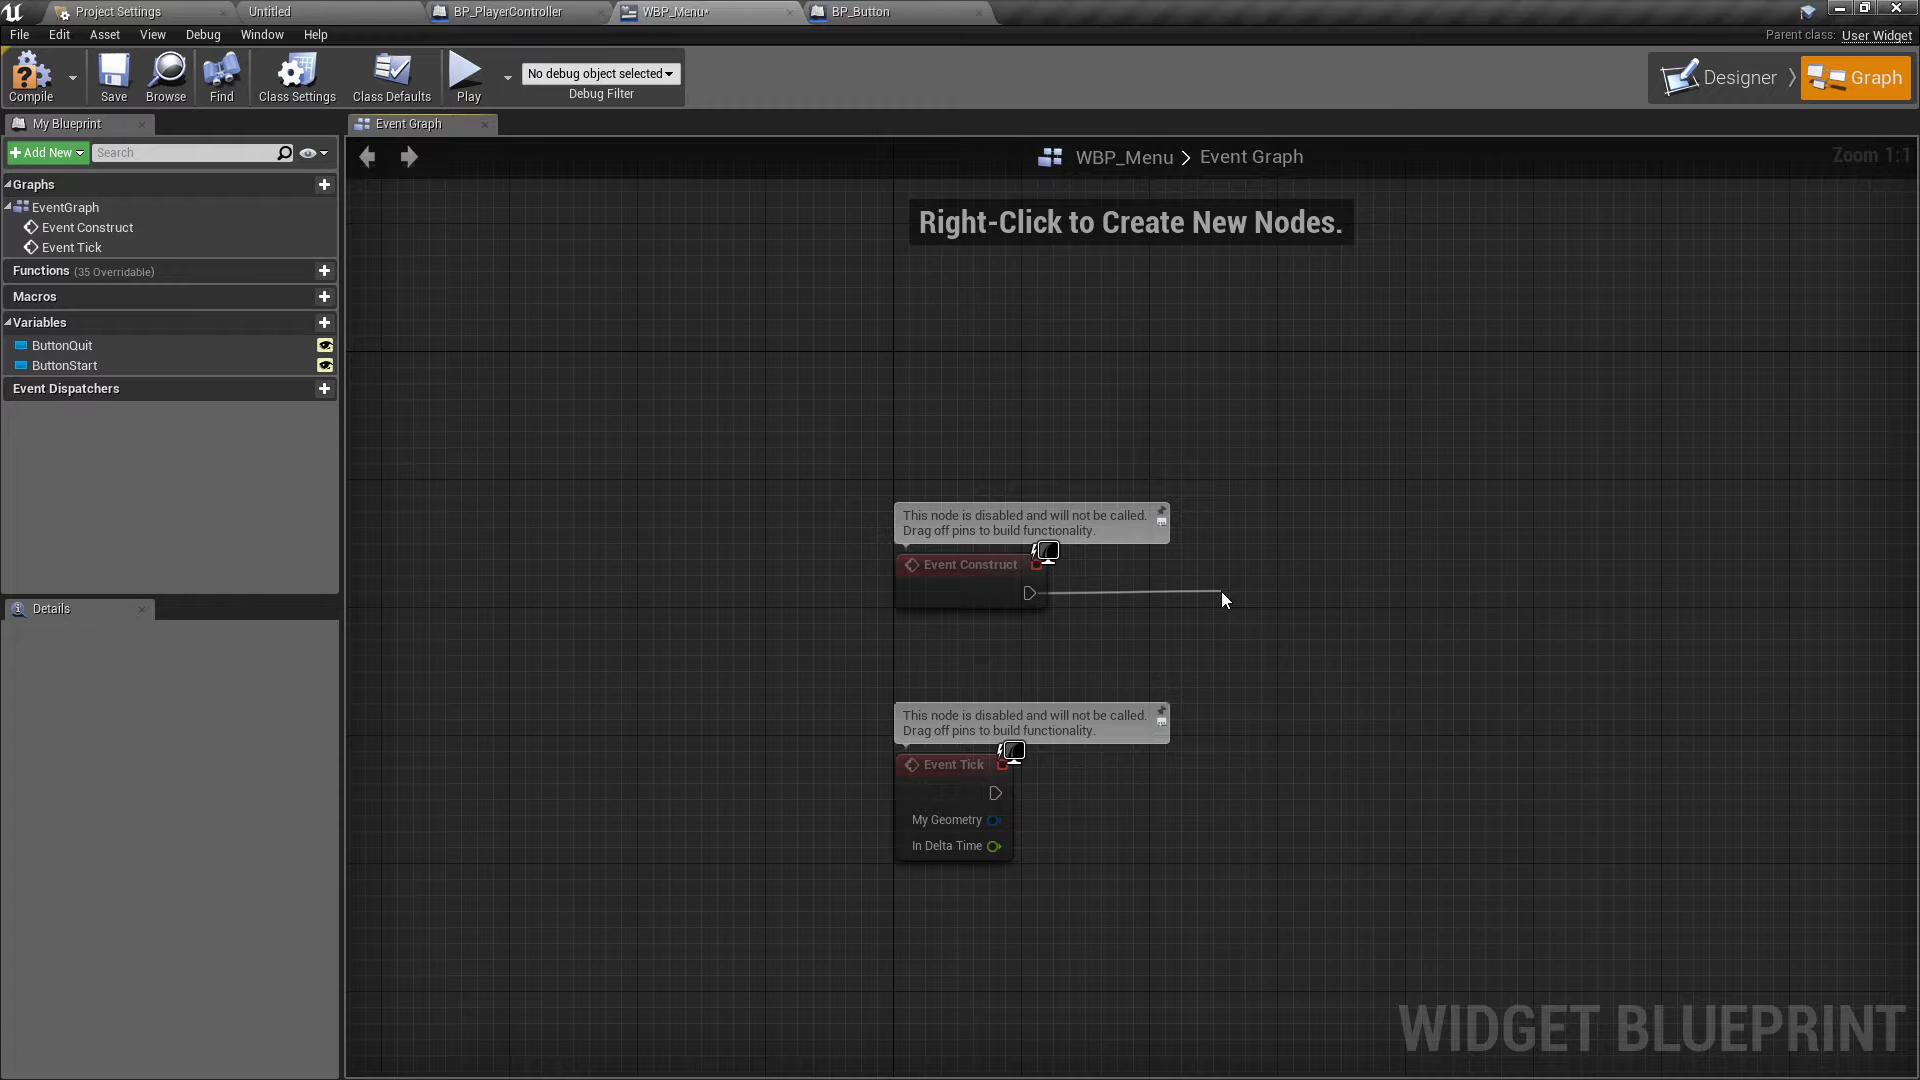 Project Settings
Untitled
BP_PlayerController
WBP_Menu*
BP_Button
File
Edit
Asset
View
Debug
Window
Help
Parent class: User Widget
Compile
Save
Browse
Find
Class Settings
Class Defaults
Play
No debug object selected
Debug Filter
Designer
Graph
My Blueprint
Event Graph
+ Add New
Search
WBP_Menu > Event Graph
Zoom 1:1
Graphs
EventGraph
Event Construct
Event Tick
Functions (35 Overridable)
Macros
Variables
ButtonQuit
ButtonStart
Event Dispatchers
Details
Right-Click to Create New Nodes.
This node is disabled and will not be called.
Drag off pins to build functionality.
Event Construct
This node is disabled and will not be called.
Drag off pins to build functionality.
Event Tick
My Geometry
In Delta Time
WIDGET BLUEPRINT